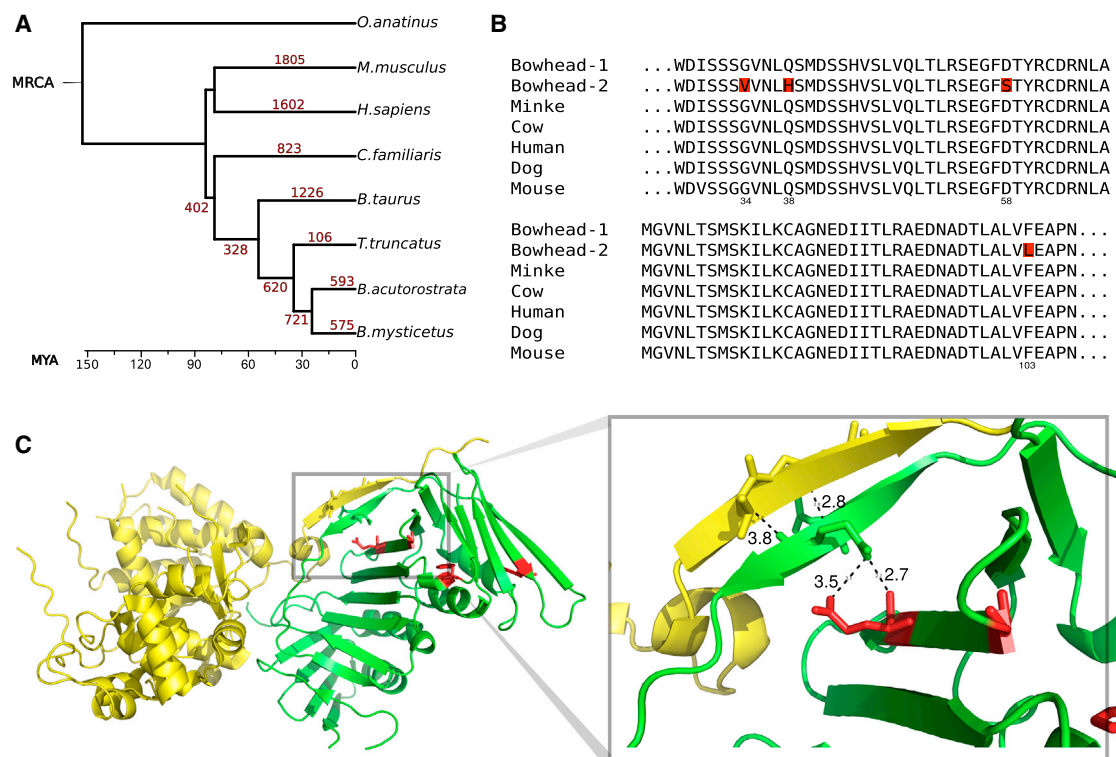 A
O.anatinus
M.musculus
1805
MRCA
H.sapiens
1602
C.familiaris
823
402
B.taurus
1226
328
T.truncatus
106
620
B.acutorostrata
593
721
B.mysticetus
575
MYA
150 120 90 60 30 0
B
Bowhead-1 ...WDISSSGVNLQSMDSSHVSLVQLTLRSEGFDTYRCDRNLA
Bowhead-2 ...WDISSSVVNLHSMDSSHVSLVQLTLRSEGFSTYRCDRNLA
Minke ...WDISSSGVNLQSMDSSHVSLVQLTLRSEGFDTYRCDRNLA
Cow ...WDISSSGVNLQSMDSSHVSLVQLTLRSEGFDTYRCDRNLA
Human ...WDISSSGVNLQSMDSSHVSLVQLTLRSEGFDTYRCDRNLA
Dog ...WDISSSGVNLQSMDSSHVSLVQLTLRSEGFDTYRCDRNLA
Mouse ...WDVSSGGVNLQSMDSSHVSLVQLTLRSEGFDTYRCDRNLA
34 38 58
Bowhead-1 MGVNLTSMSKILKCAGNEDIITLRAEDNADTLALVFEAPN...
Bowhead-2 MGVNLTSMSKILKCAGNEDIITLRAEDNADTLALVLEAPN...
Minke MGVNLTSMSKILKCAGNEDIITLRAEDNADTLALVFEAPN...
Cow MGVNLTSMSKILKCAGNEDIITLRAEDNADTLALVFEAPN...
Human MGVNLTSMSKILKCAGNEDIITLRAEDNADTLALVFEAPN...
Dog MGVNLTSMSKILKCAGNEDIITLRAEDNADTLALVFEAPN...
Mouse MGVNLTSMSKILKCAGNEDIITLRAEDNADTLALVFEAPN...
103
C
2.8
3.8
3.5
2.7